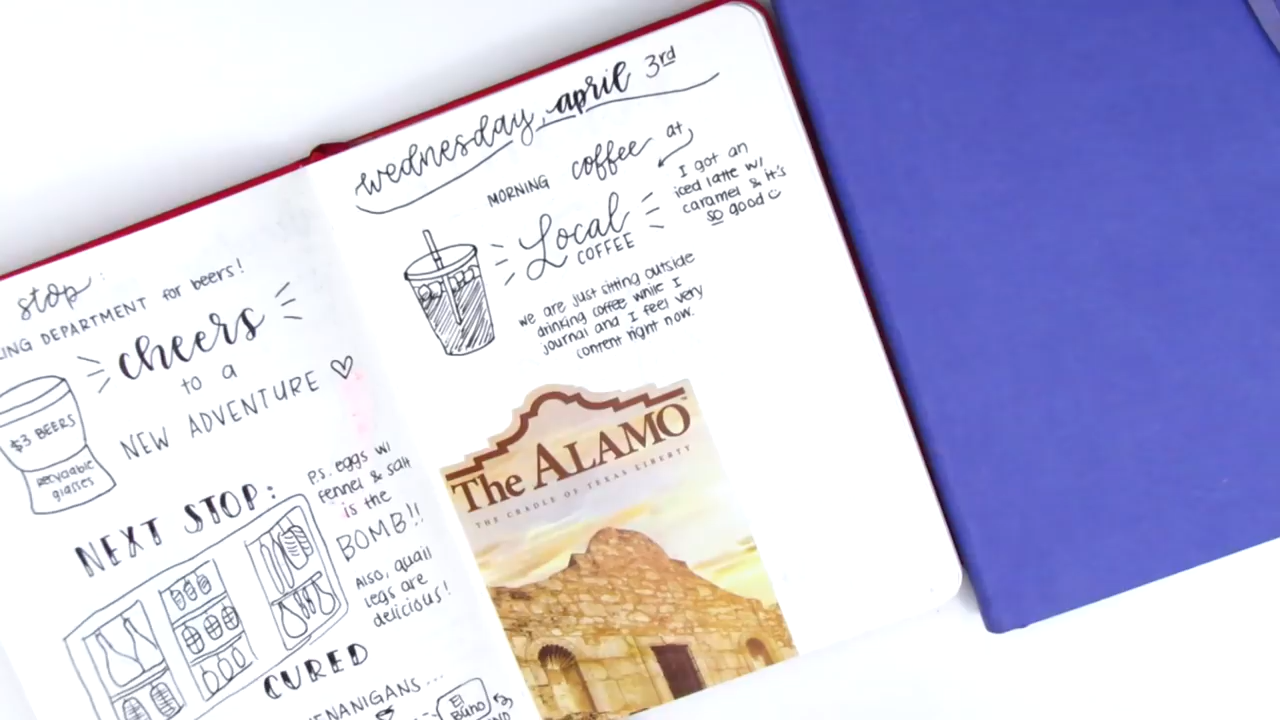 stop:
DEPARTMENT for beers!
cheers
to a
NEW ADVENTURE
$3 BEERS
recyclable
glasses
NEXT STOP:
p.s. eggs w/
fennel & salt
is the
BOMB!!
Also, quail
legs are
delicious!
CURED
El
Búho
wednesday, april 3rd
MORNING coffee at
Local
COFFEE
I got an
iced latte w/
caramel & it's
so good
we are just sitting outside
drinking coffee while I
journal and I feel very
content right now.
The ALAMO
THE CRADLE OF TEXAS LIBERTY